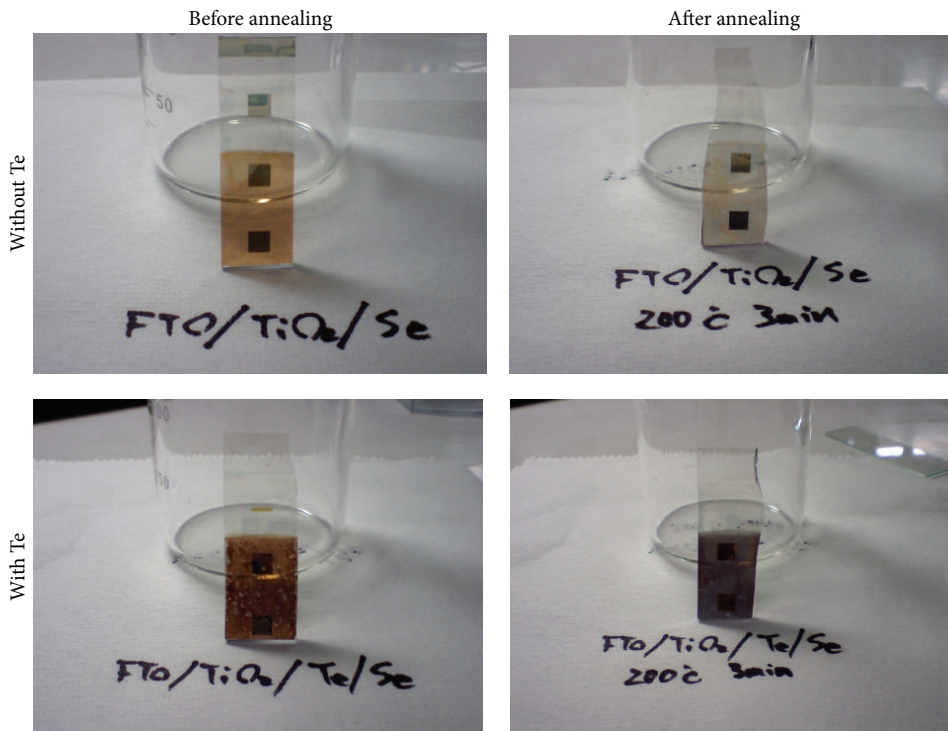 Before annealing
After annealing
Without Te
50
FTO/TiO2/Se
FTO/TiO2/Se
200 °C 3min
With Te
50
FTO/TiO2/Te/Se
FTO/TiO2/Te/Se
200 °C 3min